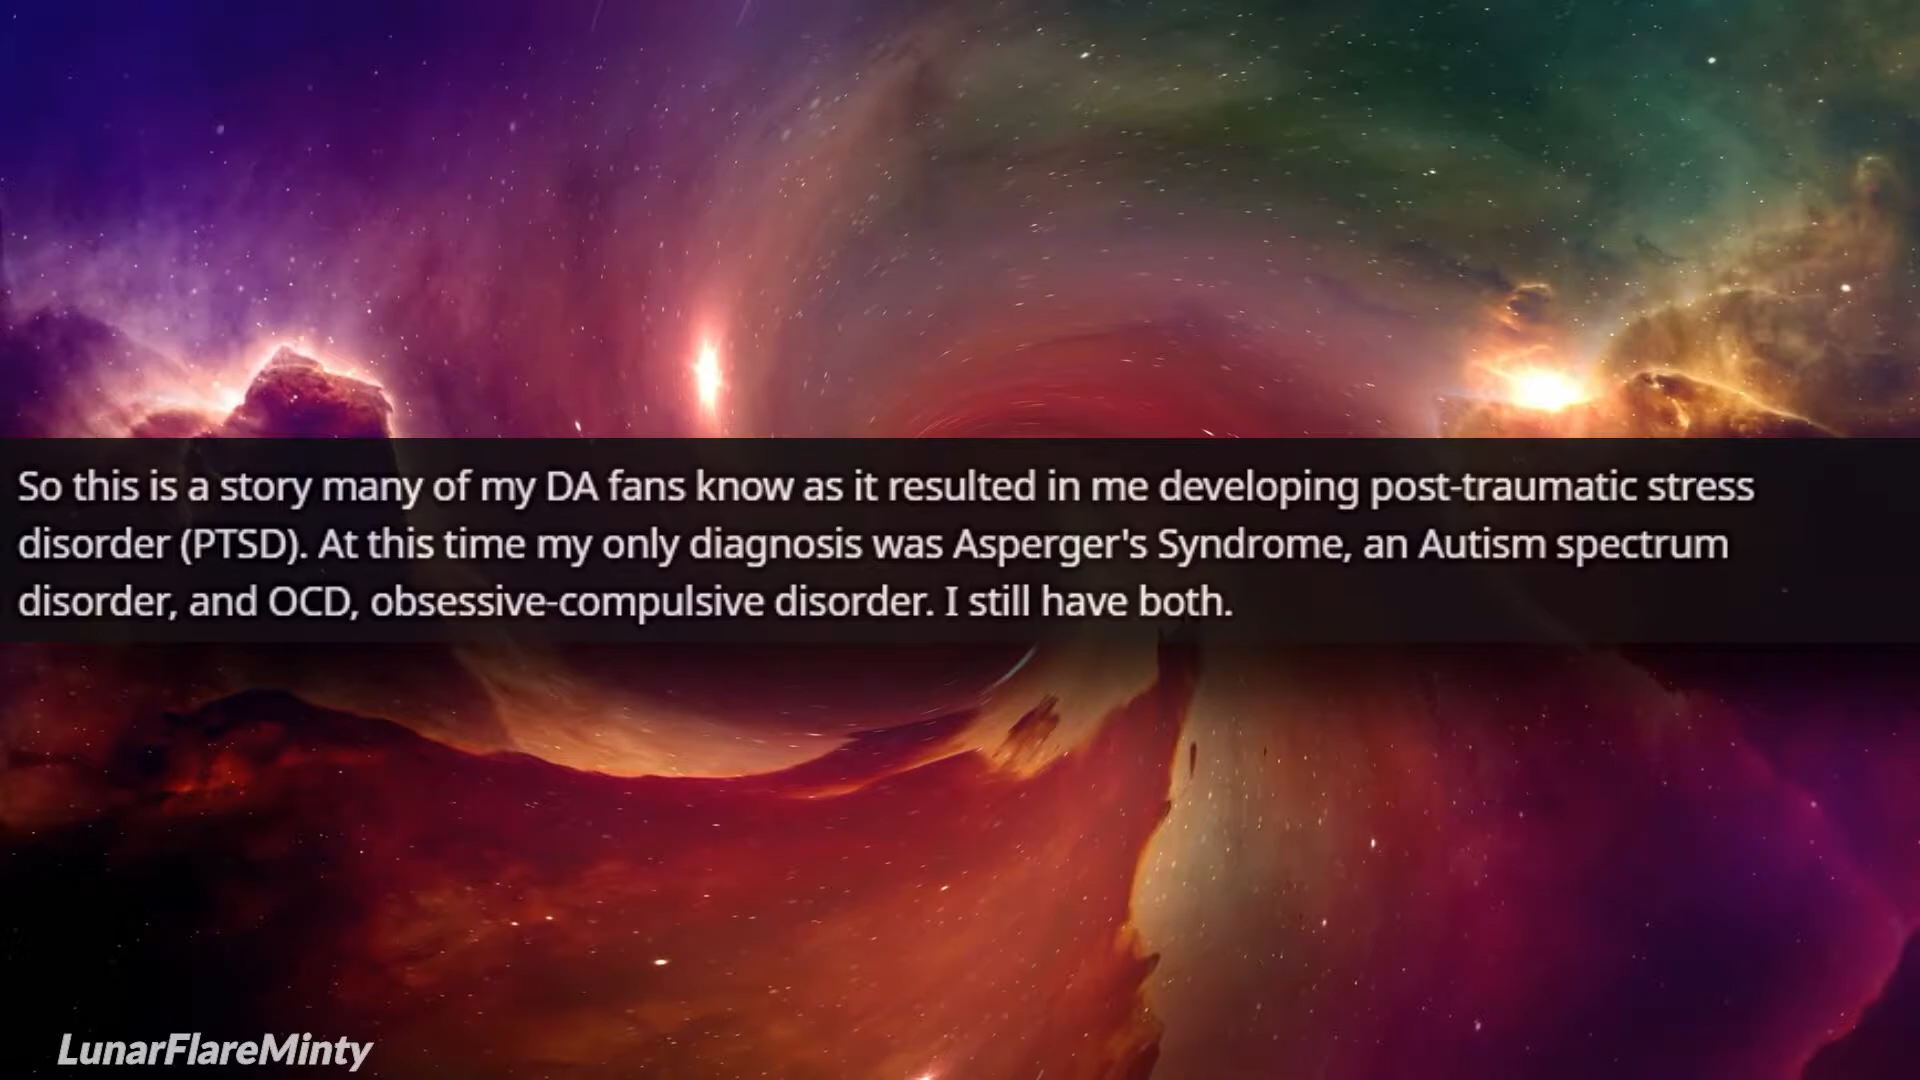 So this is a story many of my DA fans know as it resulted in me developing post-traumatic stress
disorder (PTSD). At this time my only diagnosis was Asperger's Syndrome, an Autism spectrum
disorder, and OCD, obsessive-compulsive disorder. I still have both.
LunarFlareMinty